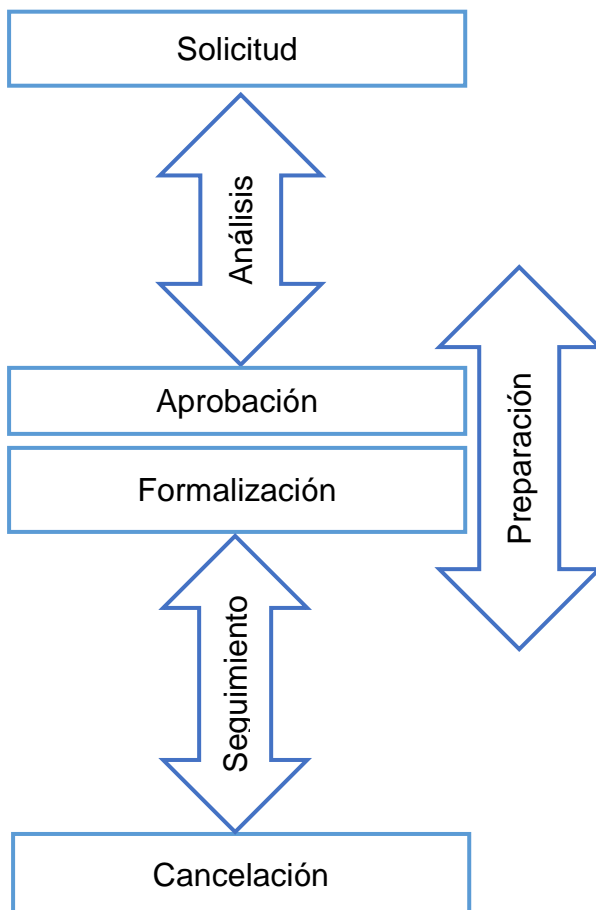 Solicitud
Análisis
Aprobación
Formalización
Preparación
Seguimiento
Cancelación